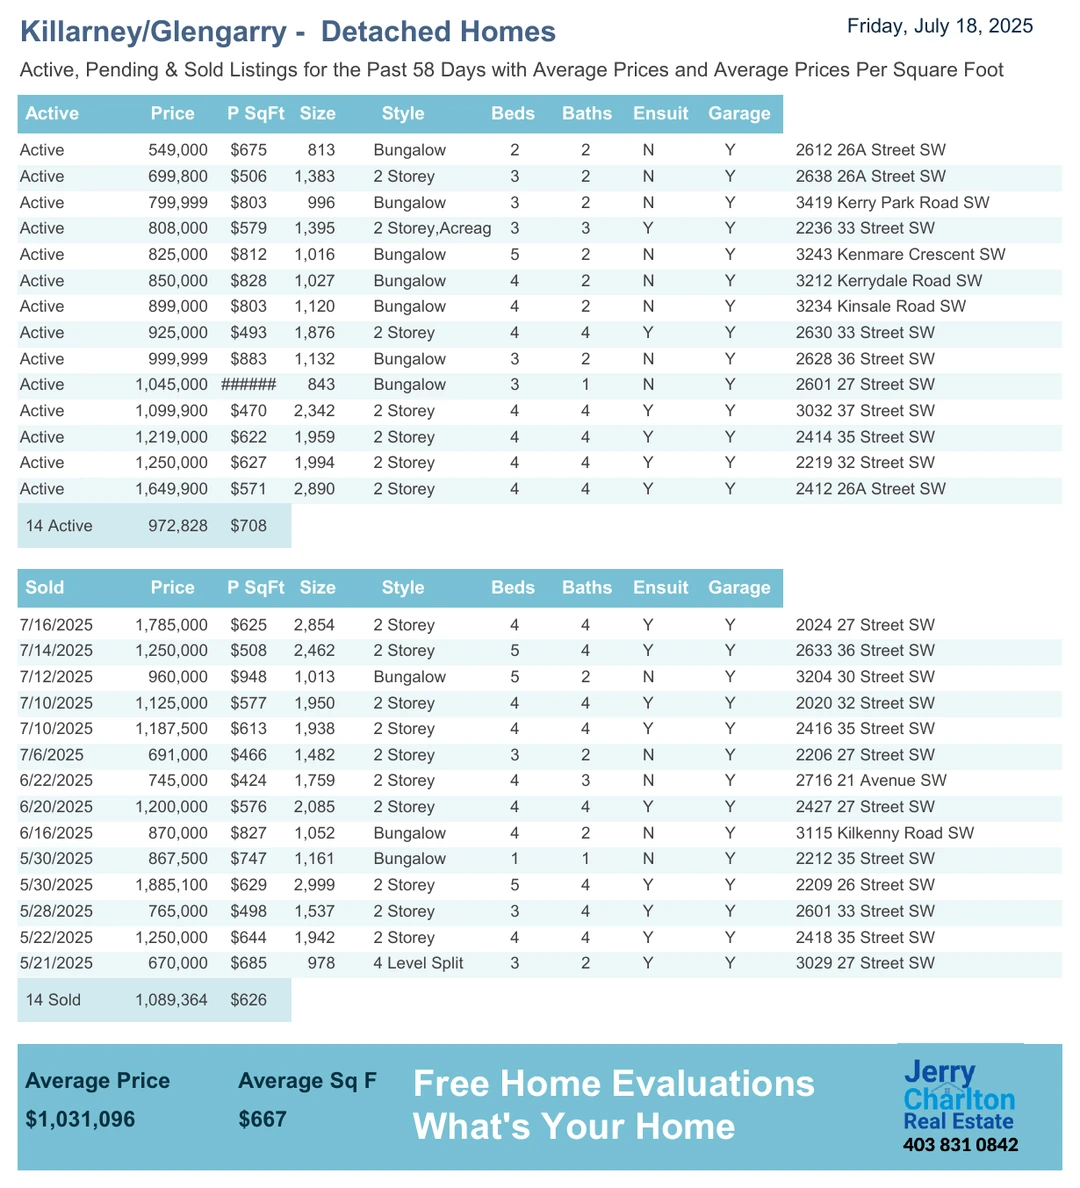 Killarney/Glengarry - Detached Homes
Friday, July 18, 2025
Active, Pending & Sold Listings for the Past 58 Days with Average Prices and Average Prices Per Square Foot
Active Price P SqFt Size Style Beds Baths Ensuit Garage
Active 549,000 $675 813 Bungalow 2 2 N Y 2612 26A Street SW
Active 699,800 $506 1,383 2 Storey 3 2 N Y 2638 26A Street SW
Active 799,999 $803 996 Bungalow 3 2 N Y 3419 Kerry Park Road SW
Active 808,000 $579 1,395 2 Storey,Acreag 3 3 Y Y 2236 33 Street SW
Active 825,000 $812 1,016 Bungalow 5 2 N Y 3243 Kenmare Crescent SW
Active 850,000 $828 1,027 Bungalow 4 2 N Y 3212 Kerrydale Road SW
Active 899,000 $803 1,120 Bungalow 4 2 N Y 3234 Kinsale Road SW
Active 925,000 $493 1,876 2 Storey 4 4 Y Y 2630 33 Street SW
Active 999,999 $883 1,132 Bungalow 3 2 N Y 2628 36 Street SW
Active 1,045,000 ###### 843 Bungalow 3 1 N Y 2601 27 Street SW
Active 1,099,900 $470 2,342 2 Storey 4 4 Y Y 3032 37 Street SW
Active 1,219,000 $622 1,959 2 Storey 4 4 Y Y 2414 35 Street SW
Active 1,250,000 $627 1,994 2 Storey 4 4 Y Y 2219 32 Street SW
Active 1,649,900 $571 2,890 2 Storey 4 4 Y Y 2412 26A Street SW
14 Active 972,828 $708
Sold Price P SqFt Size Style Beds Baths Ensuit Garage
7/16/2025 1,785,000 $625 2,854 2 Storey 4 4 Y Y 2024 27 Street SW
7/14/2025 1,250,000 $508 2,462 2 Storey 5 4 Y Y 2633 36 Street SW
7/12/2025 960,000 $948 1,013 Bungalow 5 2 N Y 3204 30 Street SW
7/10/2025 1,125,000 $577 1,950 2 Storey 4 4 Y Y 2020 32 Street SW
7/10/2025 1,187,500 $613 1,938 2 Storey 4 4 Y Y 2416 35 Street SW
7/6/2025 691,000 $466 1,482 2 Storey 3 2 N Y 2206 27 Street SW
6/22/2025 745,000 $424 1,759 2 Storey 4 3 N Y 2716 21 Avenue SW
6/20/2025 1,200,000 $576 2,085 2 Storey 4 4 Y Y 2427 27 Street SW
6/16/2025 870,000 $827 1,052 Bungalow 4 2 N Y 3115 Kilkenny Road SW
5/30/2025 867,500 $747 1,161 Bungalow 1 1 N Y 2212 35 Street SW
5/30/2025 1,885,100 $629 2,999 2 Storey 5 4 Y Y 2209 26 Street SW
5/28/2025 765,000 $498 1,537 2 Storey 3 4 Y Y 2601 33 Street SW
5/22/2025 1,250,000 $644 1,942 2 Storey 4 4 Y Y 2418 35 Street SW
5/21/2025 670,000 $685 978 4 Level Split 3 2 Y Y 3029 27 Street SW
14 Sold 1,089,364 $626
Average Price Average Sq F
$1,031,096 $667
Free Home Evaluations
What's Your Home
Jerry
Charlton
Real Estate
403 831 0842